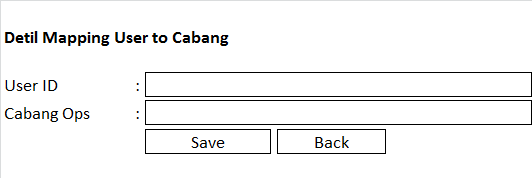 Detil Mapping User to Cabang
User ID :
Cabang Ops :
Save Back